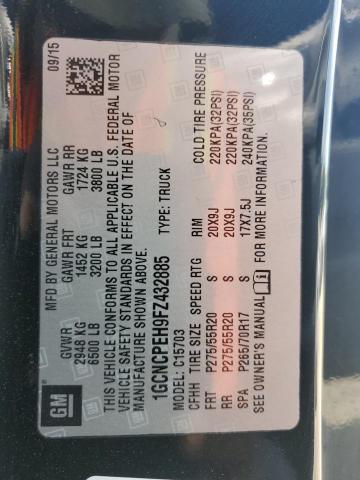 GM
MFD BY GENERAL MOTORS LLC
09/15
GVWR GAWR FRT GAWR RR
2948 KG 1452 KG 1724 KG
6500 LB 3200 LB 3800 LB
THIS VEHICLE CONFORMS TO ALL APPLICABLE U.S. FEDERAL MOTOR
VEHICLE SAFETY STANDARDS IN EFFECT ON THE DATE OF
MANUFACTURE SHOWN ABOVE.
1GCNCPEH9FZ432885 TYPE: TRUCK
MODEL: C15703
CFHH TIRE SIZE SPEED RTG RIM COLD TIRE PRESSURE
FRT P275/55R20 S 20X9J 220KPA(32PSI)
RR P275/55R20 S 20X9J 220KPA(32PSI)
SPA P265/70R17 S 17X7.5J 240KPA(35PSI)
SEE OWNER'S MANUAL FOR MORE INFORMATION.